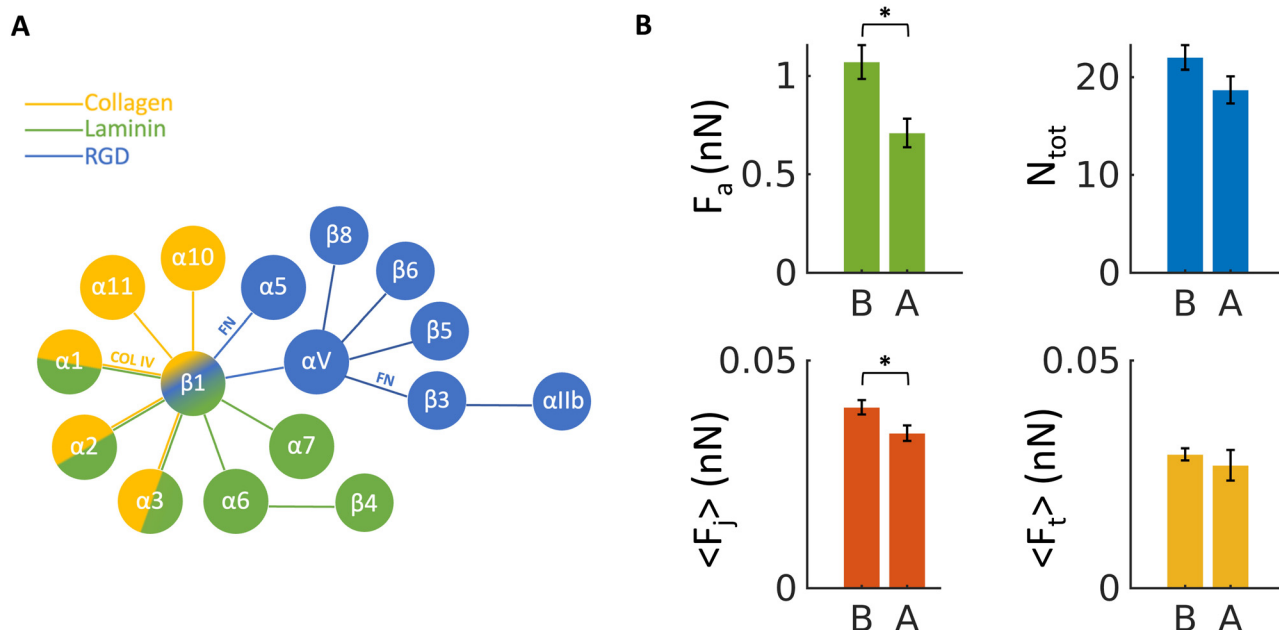 A
Collagen
Laminin
RGD
β8
β6
α10
α5
α11
β5
FN
COL IV
α1
β1
αV
FN
β3
αIIb
α2
α7
α3
α6
β4
B
*
1
0.5
0
F_a (nN)
B A
20
10
0
N_tot
B A
*
0.05
0
<F_j> (nN)
B A
0.05
0
<F_t> (nN)
B A